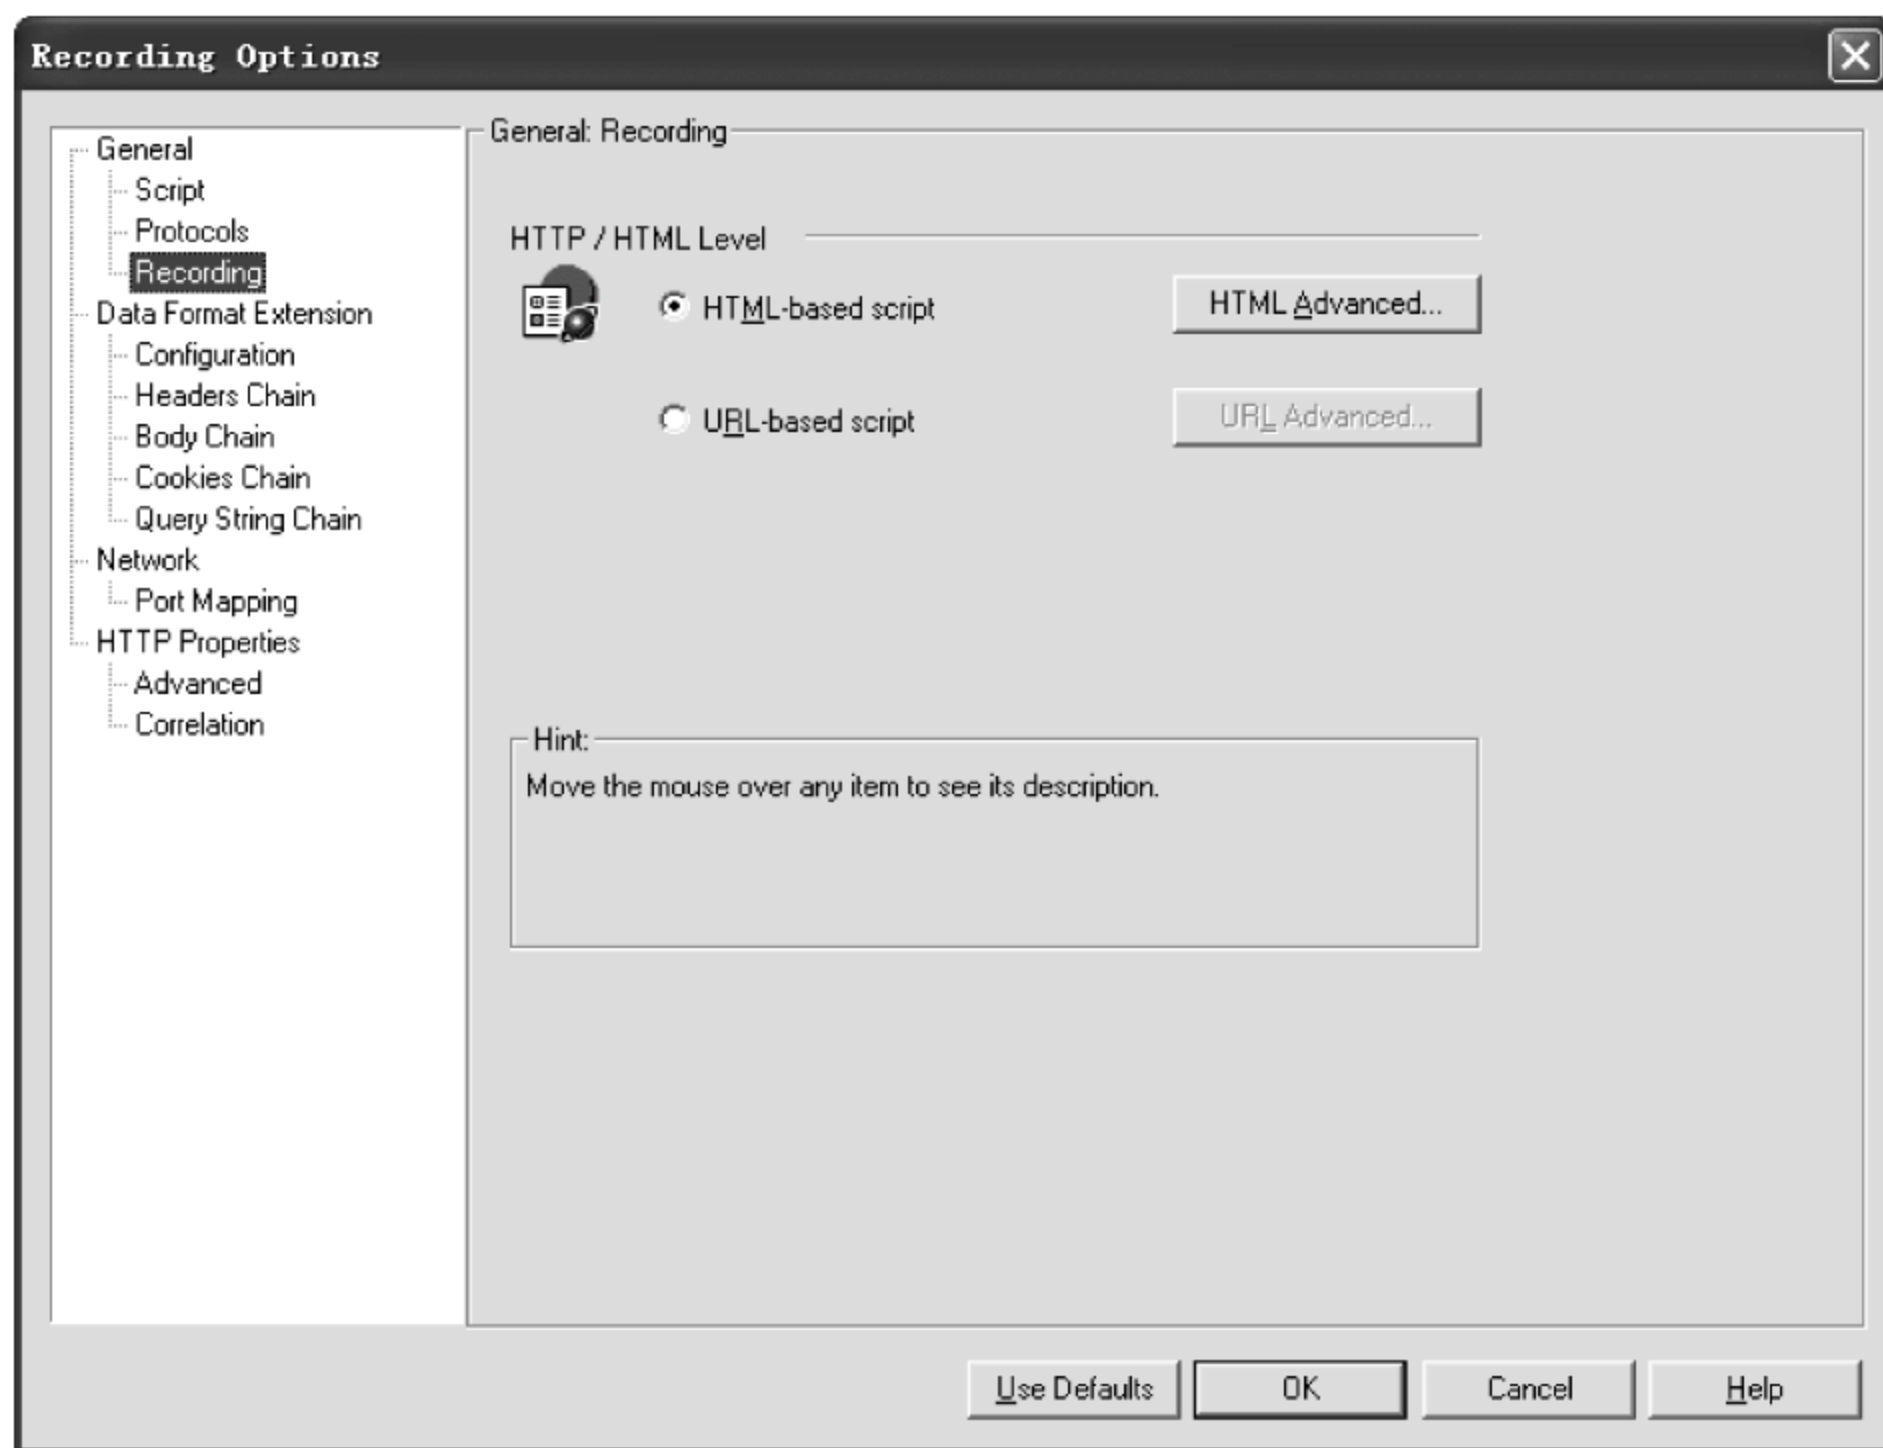 Recording Options
General
Script
Protocols
Recording
Data Format Extension
Configuration
Headers Chain
Body Chain
Cookies Chain
Query String Chain
Network
Port Mapping
HTTP Properties
Advanced
Correlation
General: Recording
HTTP / HTML Level
HTML-based script
HTML Advanced...
URL-based script
URL Advanced...
Hint:
Move the mouse over any item to see its description.
Use Defaults
OK
Cancel
Help